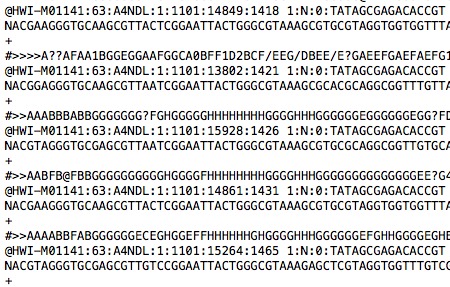 @HWI-M01141:63:A4NDL:1:1101:14849:1418 1:N:0:TATAGCGAGACACCGT
NACGAAGGGTGCAAGCGTTACTCGGAATTACTGGGCGTAAAGCGTGCGTAGGTGGTGGTTTA
+
#>>>>A??AFAA1BGGEGGAAFGGCA0BFF1D2BCF/EEG/DBEE/E?GAEEFGAEFAEFG1
@HWI-M01141:63:A4NDL:1:1101:13802:1421 1:N:0:TATAGCGAGACACCGT
NACGGAGGGTGCAAGCGTTAATCGGAATTACTGGGCGTAAAGCGCACGCAGGCGGTTTGTTA
+
#>>AAABBBABBGGGGGGG?FGHGGGGGHHHHHHHHGGGGHHHGGGGGGEGGGGGGEGG?FD
@HWI-M01141:63:A4NDL:1:1101:15928:1426 1:N:0:TATAGCGAGACACCGT
NACGTAGGGTGCGAGCGTTAATCGGAATTACTGGGCGTAAAGCGTGCGCAGGCGGTTGTGCA
+
#>>AABFB@FBBGGGGGGGGGGHGGGGFHHHHHHHHGGGGHHHGGGGGGGGGGGGGGGEE?G4
@HWI-M01141:63:A4NDL:1:1101:14861:1431 1:N:0:TATAGCGAGACACCGT
NACGAAGGGTGCAAGCGTTACTCGGAATTACTGGGCGTAAAGCGTGCGTAGGTGGTGGTTTA
+
#>>AAAABBFABGGGGGGECEGHGGEFFHHHHHHGHGGGGHHHGGGGGGEFGHHGGGGEGHE
@HWI-M01141:63:A4NDL:1:1101:15264:1465 1:N:0:TATAGCGAGACACCGT
NACGTAGGGTGCGAGCGTTGTCCGGAATTACTGGGCGTAAAGAGCTCGTAGGTGGTTTGTCG
+